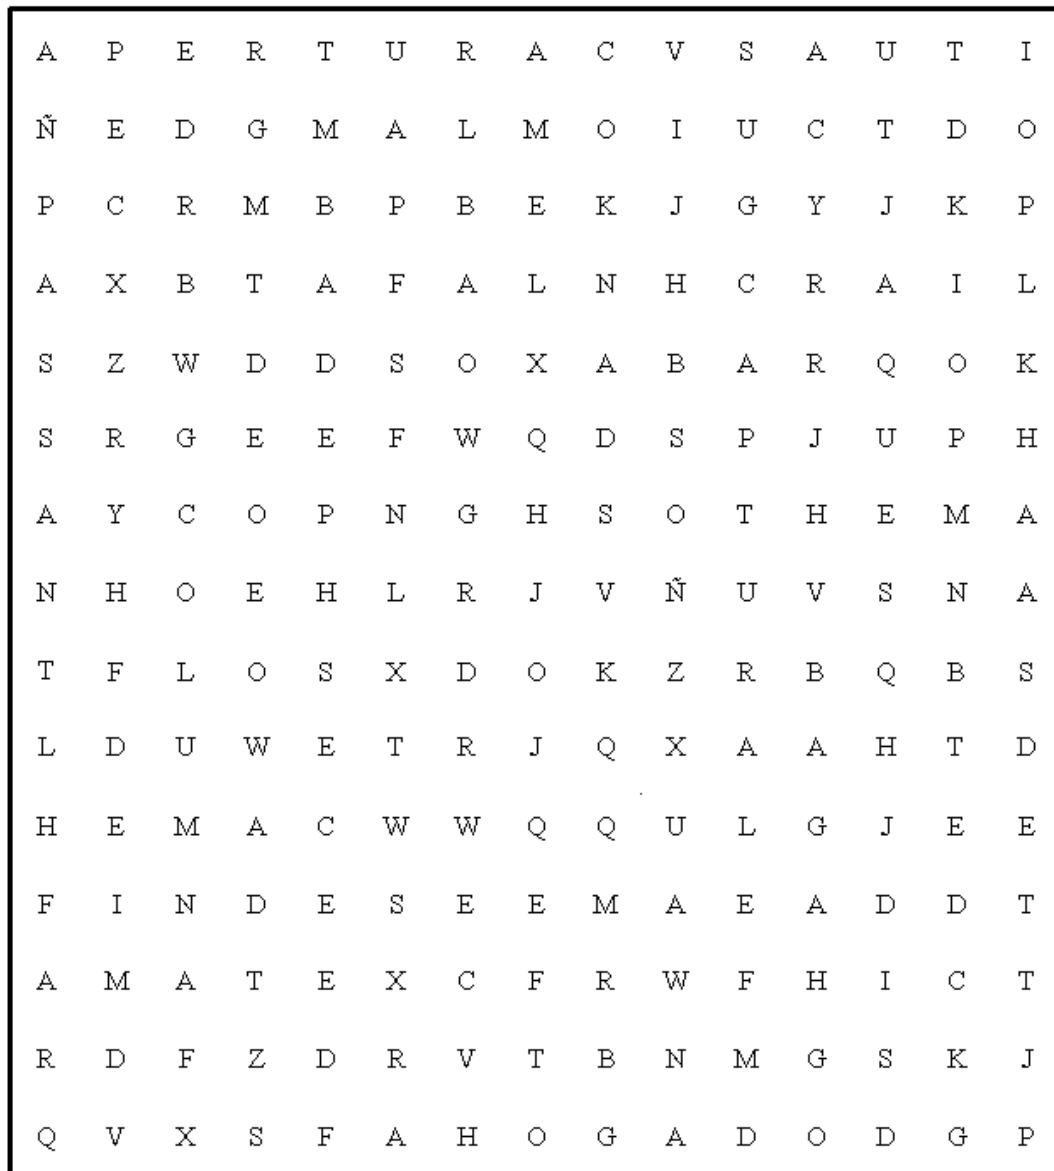 A P E R T U R A C V S A U T I
Ñ E D G M A L M O I U C T D O
P C R M B P B E K J G Y J K P
A X B T A F A L N H C R A I L
S Z W D D S O X A B A R Q O K
S R G E E F W Q D S P J U P H
A Y C O P N G H S O T H E M A
N H O E H L R J V Ñ U V S N A
T F L O S X D O K Z R B Q B S
L D U W E T R J Q X A A H T D
H E M A C W W Q Q U L G J E E
F I N D E S E E M A E A D D T
A M A T E X C F R W F H I C T
R D F Z D R V T B N M G S K J
Q V X S F A H O G A D O D G P